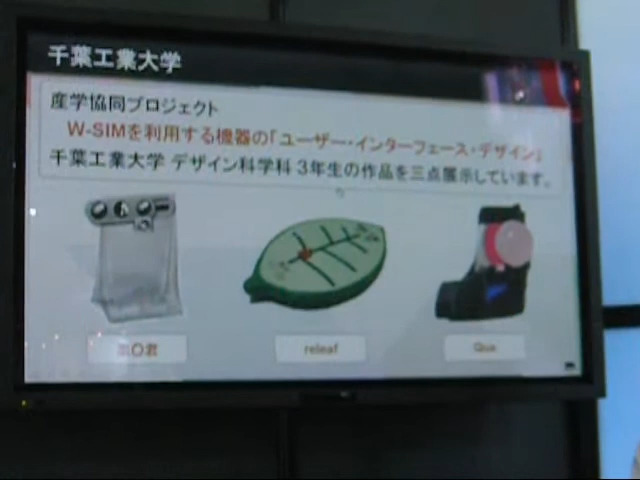 千葉工業大学
産学協同プロジェクト
W-SIMを利用する機器の「ユーザー・インターフェース・デザイン」
千葉工業大学 デザイン科学科 3年生の作品を三点展示しています。
releaf